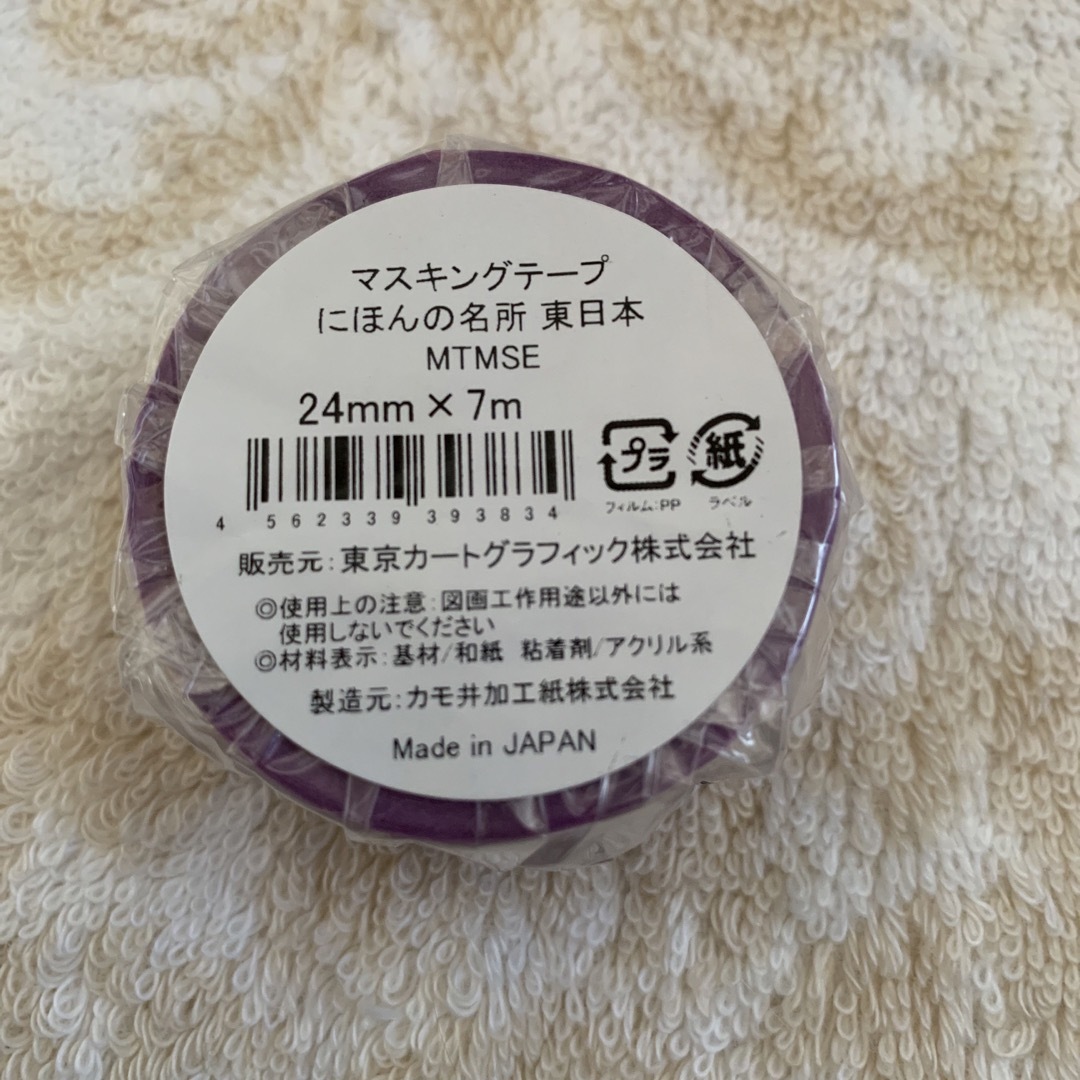 マスキングテープ
にほんの名所 東日本
MTMSE
24mm×7m
プラ 紙
4 562339 393834
フィルム:PP ラベル
販売元:東京カートグラフィック株式会社
◎使用上の注意:図画工作用途以外には
使用しないでください
◎材料表示:基材/和紙 粘着剤/アクリル系
製造元:カモ井加工紙株式会社
Made in JAPAN